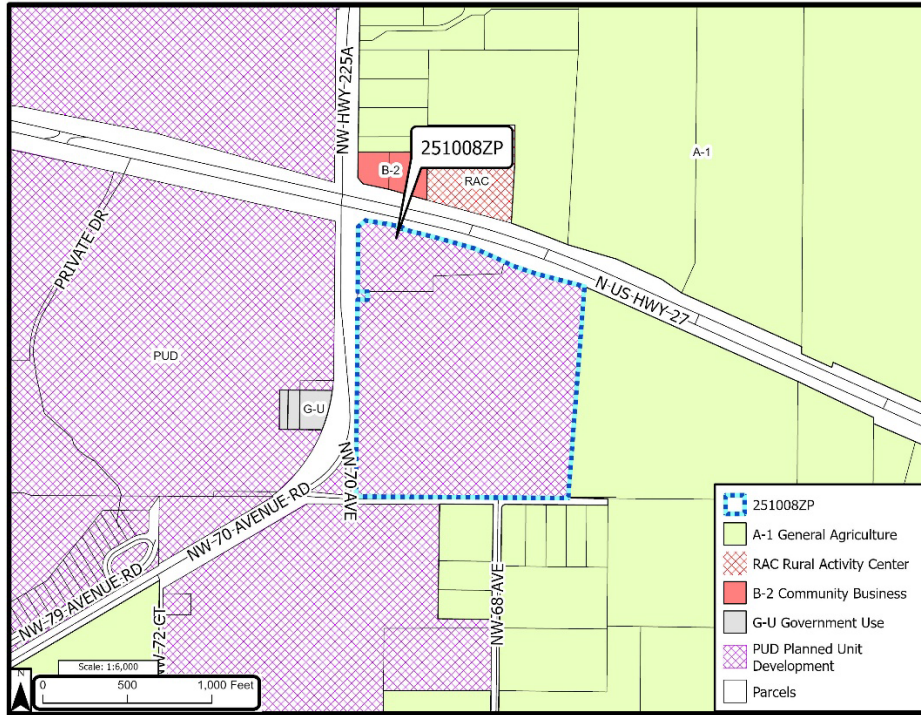 NW-HWY-225A
251008ZP
A-1
B-2
RAC
PRIVATE DR
N-US-HWY-27
PUD
G-U
NW-70-AVE
NW-70-AVENUE-RD
NW-79-AVENUE-RD
NW-72-CT
NW-68-AVE
251008ZP
A-1 General Agriculture
RAC Rural Activity Center
B-2 Community Business
G-U Government Use
PUD Planned Unit
Development
Parcels
N
Scale: 1:6,000
0 500 1,000 Feet